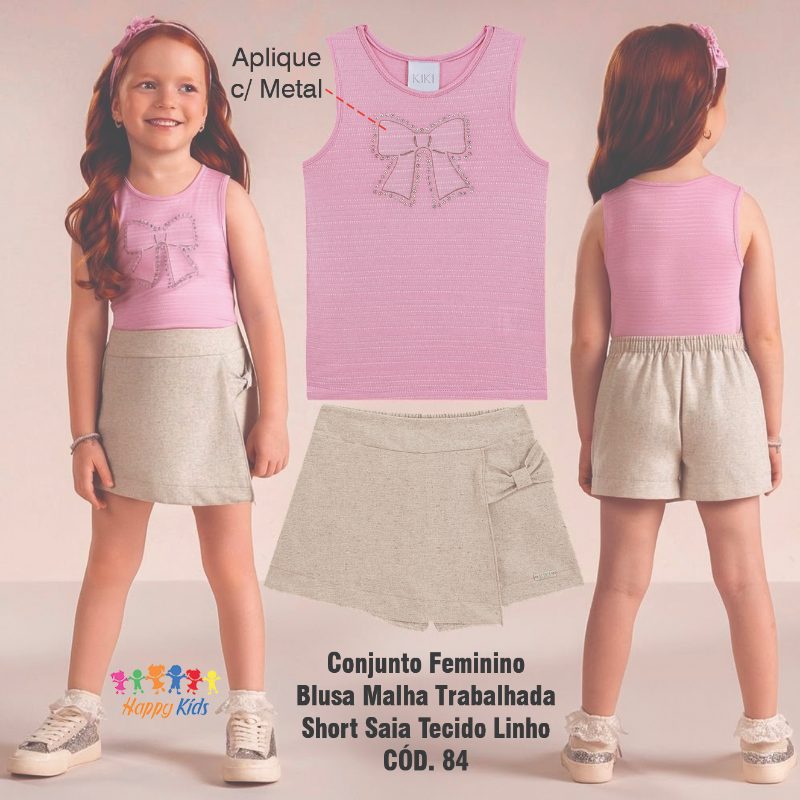 Aplique
c/ Metal
KIKI
Happy Kids
Conjunto Feminino
Blusa Malha Trabalhada
Short Saia Tecido Linho
CÓD. 84